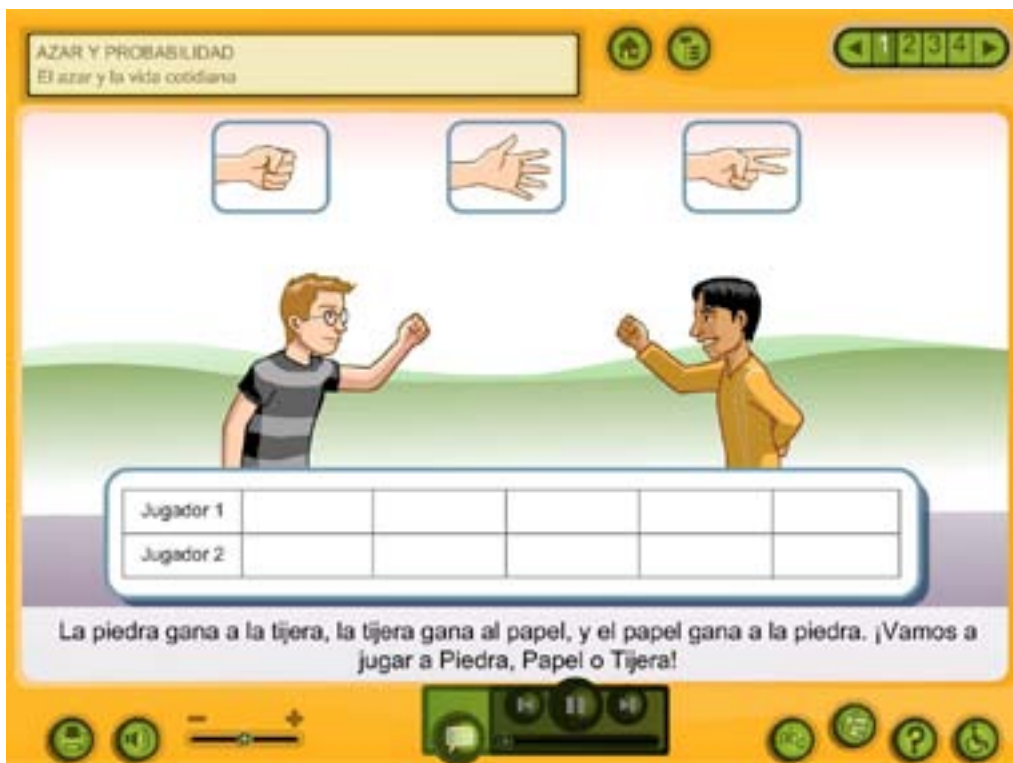 AZAR Y PROBABILIDAD
El azar y la vida cotidiana
1 2 3 4
Jugador 1
Jugador 2
La piedra gana a la tijera, la tijera gana al papel, y el papel gana a la piedra. ¡Vamos a
jugar a Piedra, Papel o Tijera!
?